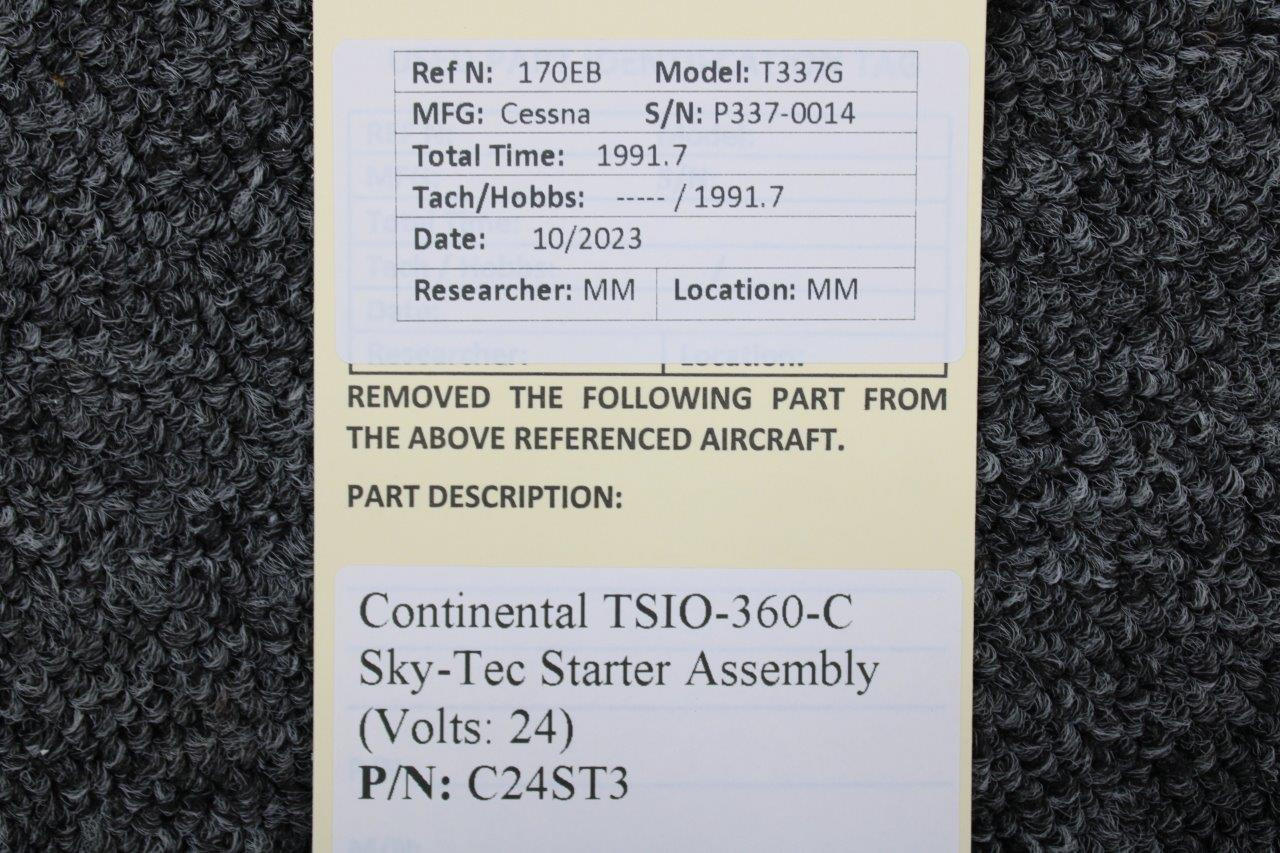 Ref N: 170EB Model: T337G
MFG: Cessna S/N: P337-0014
Total Time: 1991.7
Tach/Hobbs: ----- / 1991.7
Date: 10/2023
Researcher: MM Location: MM
Researcher: Location:
REMOVED THE FOLLOWING PART FROM
THE ABOVE REFERENCED AIRCRAFT.
PART DESCRIPTION:
Continental TSIO-360-C
Sky-Tec Starter Assembly
(Volts: 24)
P/N: C24ST3